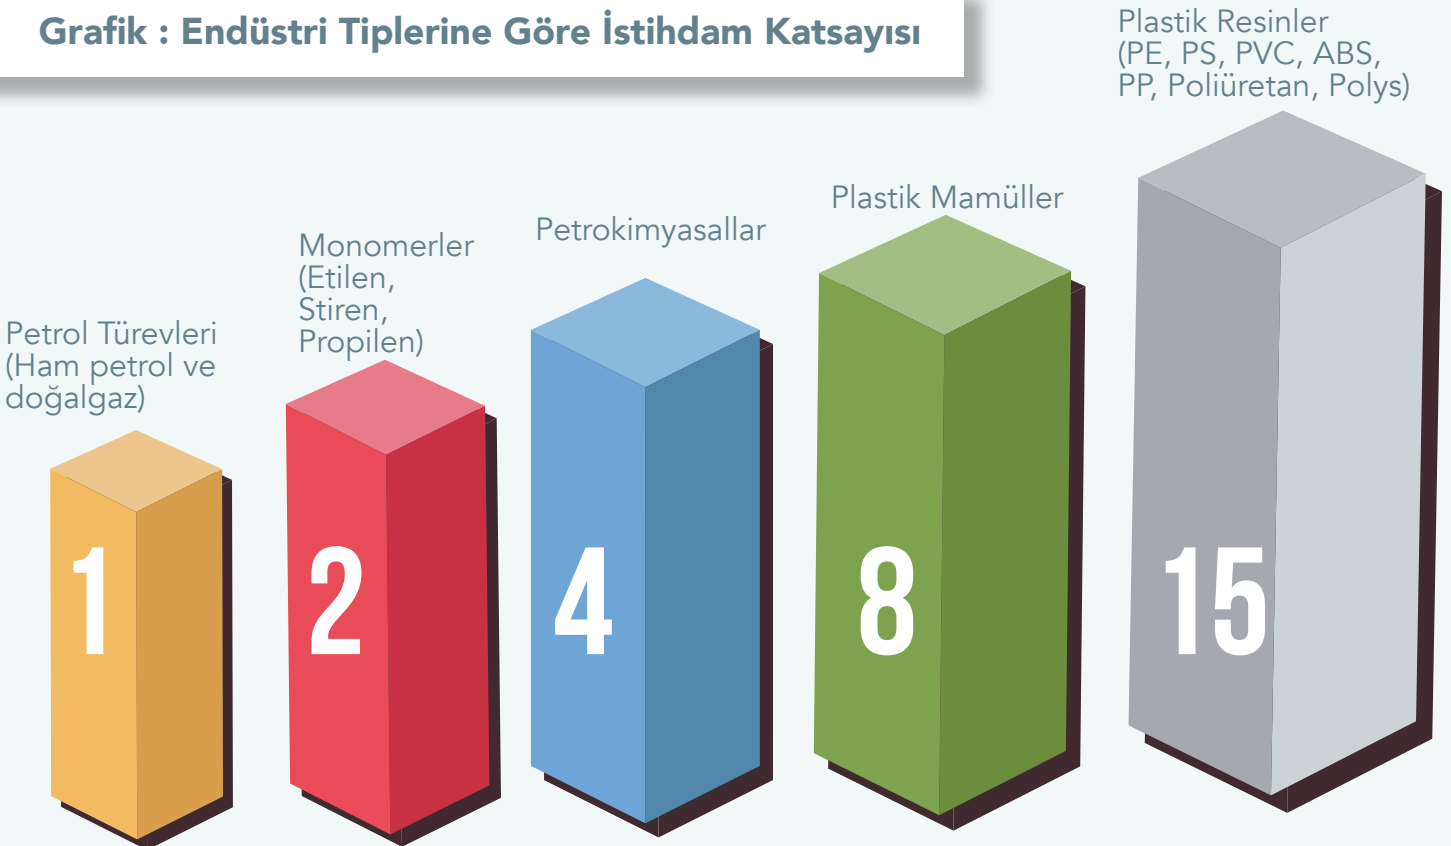 Grafik : Endüstri Tiplerine Göre İstihdam Katsayısı
Petrol Türevleri
(Ham petrol ve
doğalgaz)
1
Monomerler
(Etilen,
Stiren,
Propilen)
2
Petrokimyasallar
4
Plastik Mamüller
8
Plastik Resinler
(PE, PS, PVC, ABS,
PP, Poliüretan, Polys)
15